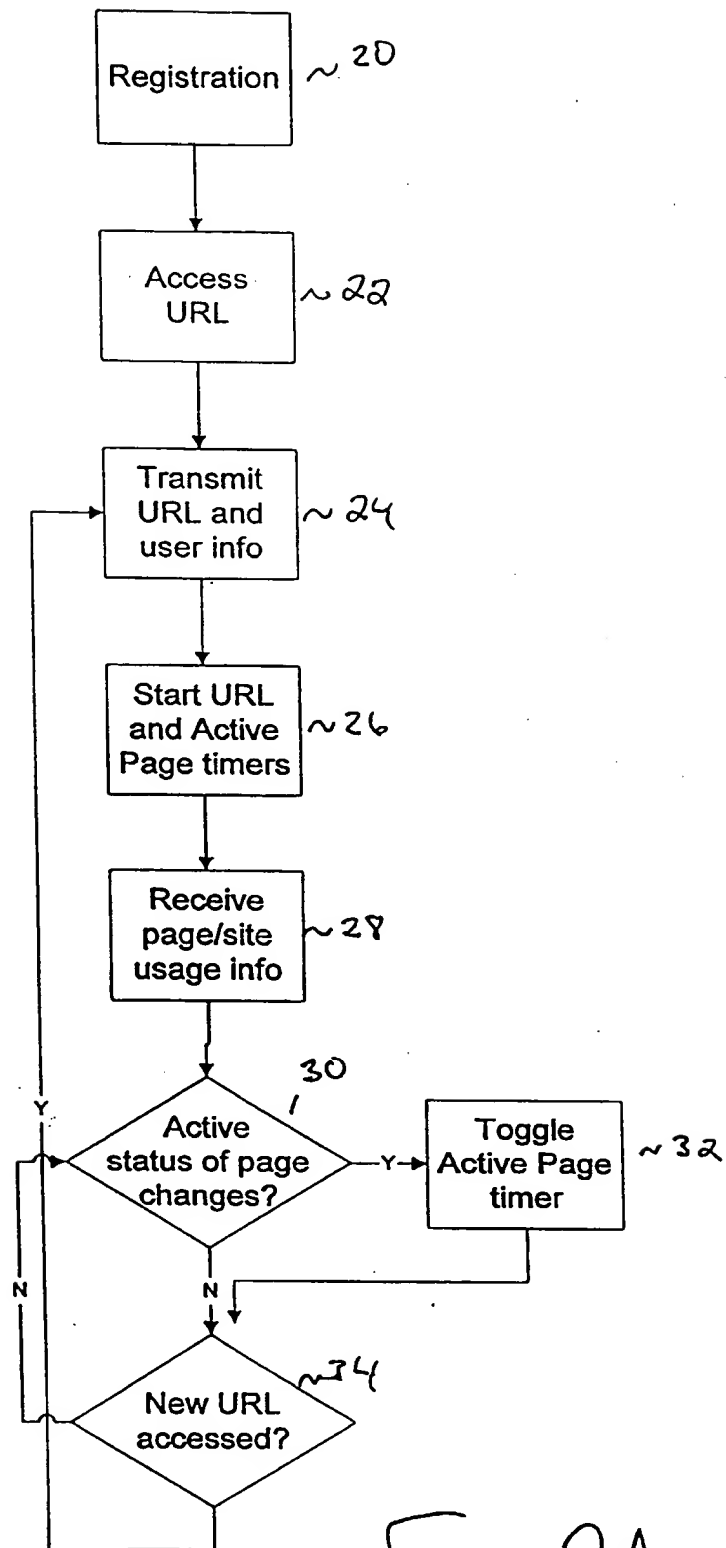 Registration
~ 20
Access
URL
~ 22
Transmit
URL and
user info
~ 24
Start URL
and Active
Page timers
~ 26
Receive
page/site
usage info
~ 28
30
Active
status of page
changes?
Y
Toggle
Active Page
timer
~ 32
Y
N
N
New URL
accessed?
~34